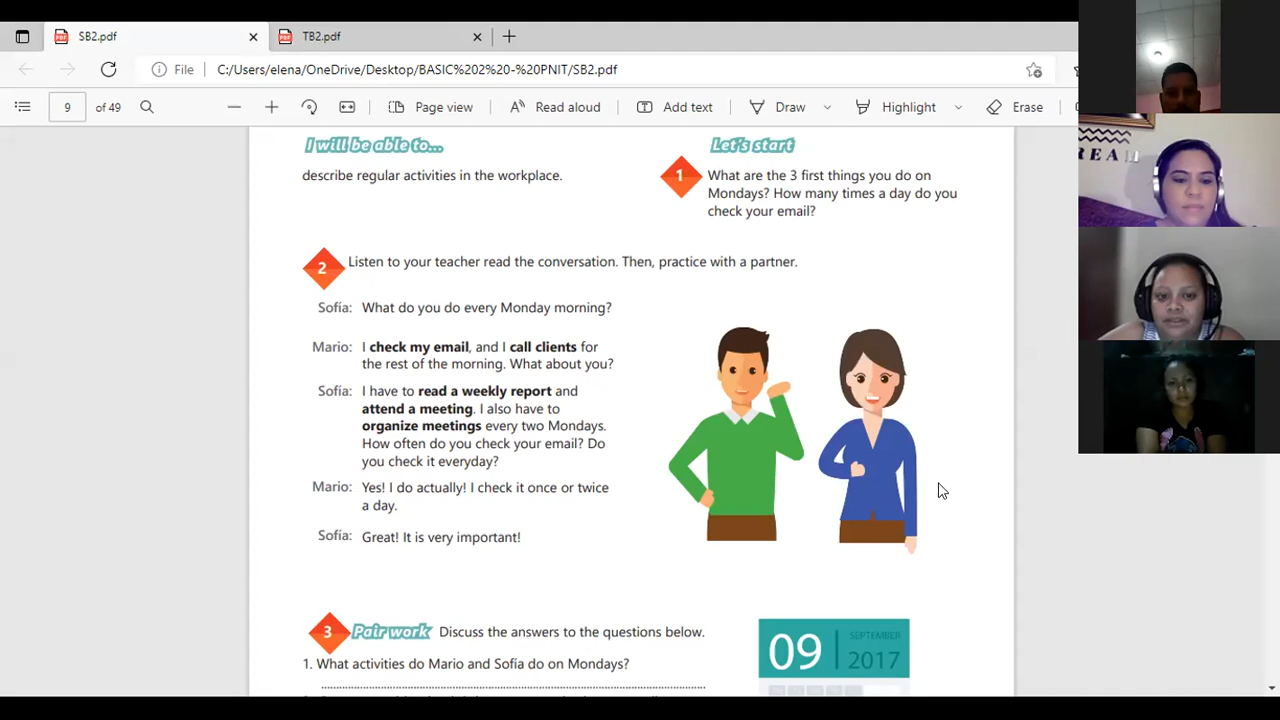 SB2.pdf
TB2.pdf
File C:/Users/elena/OneDrive/Desktop/BASIC%202%20-%20PNIT/SB2.pdf
9 of 49 Page view Read aloud Add text Draw Highlight Erase
I will be able to...
describe regular activities in the workplace.
Let's start
1 What are the 3 first things you do on
Mondays? How many times a day do you
check your email?
2 Listen to your teacher read the conversation. Then, practice with a partner.
Sofía: What do you do every Monday morning?
Mario: I check my email, and I call clients for
the rest of the morning. What about you?
Sofía: I have to read a weekly report and
attend a meeting. I also have to
organize meetings every two Mondays.
How often do you check your email? Do
you check it everyday?
Mario: Yes! I do actually! I check it once or twice
a day.
Sofía: Great! It is very important!
3 Pair work Discuss the answers to the questions below.
1. What activities do Mario and Sofía do on Mondays?
09 SEPTEMBER
2017